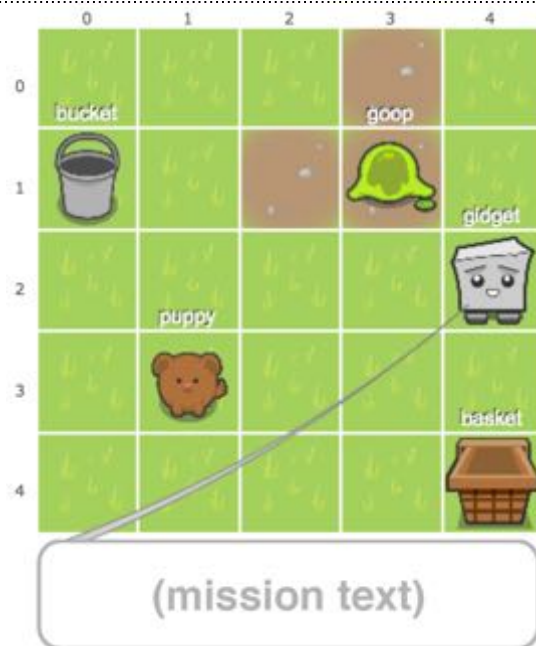 0 1 2 3 4
0
bucket goop
1
gidget
2
puppy
3
basket
4
(mission text)